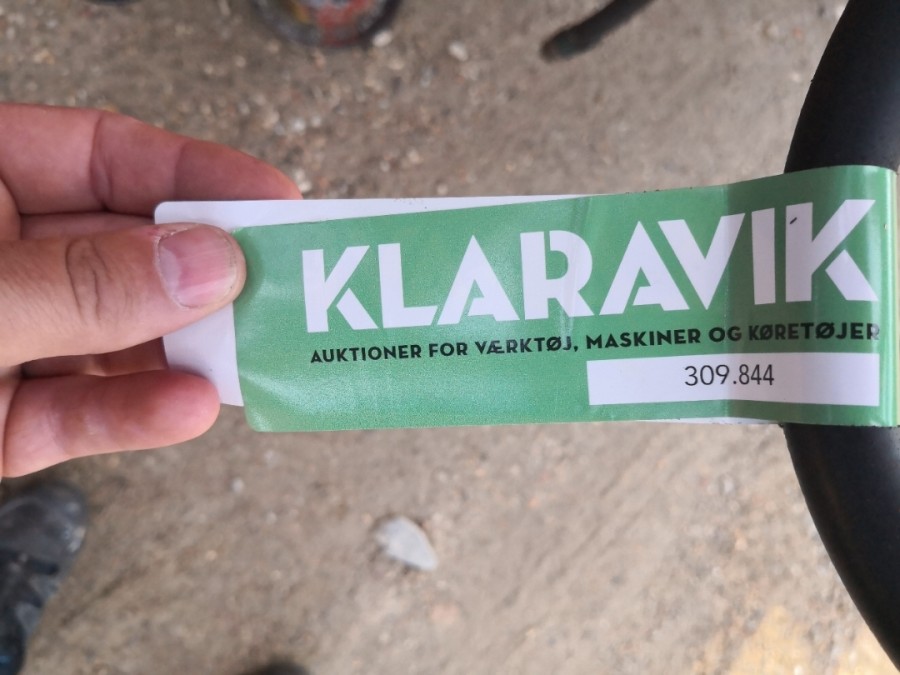 KLARAVIK
AUKTIONER FOR VÆRKTØJ, MASKINER OG KØRETØJER
309.844